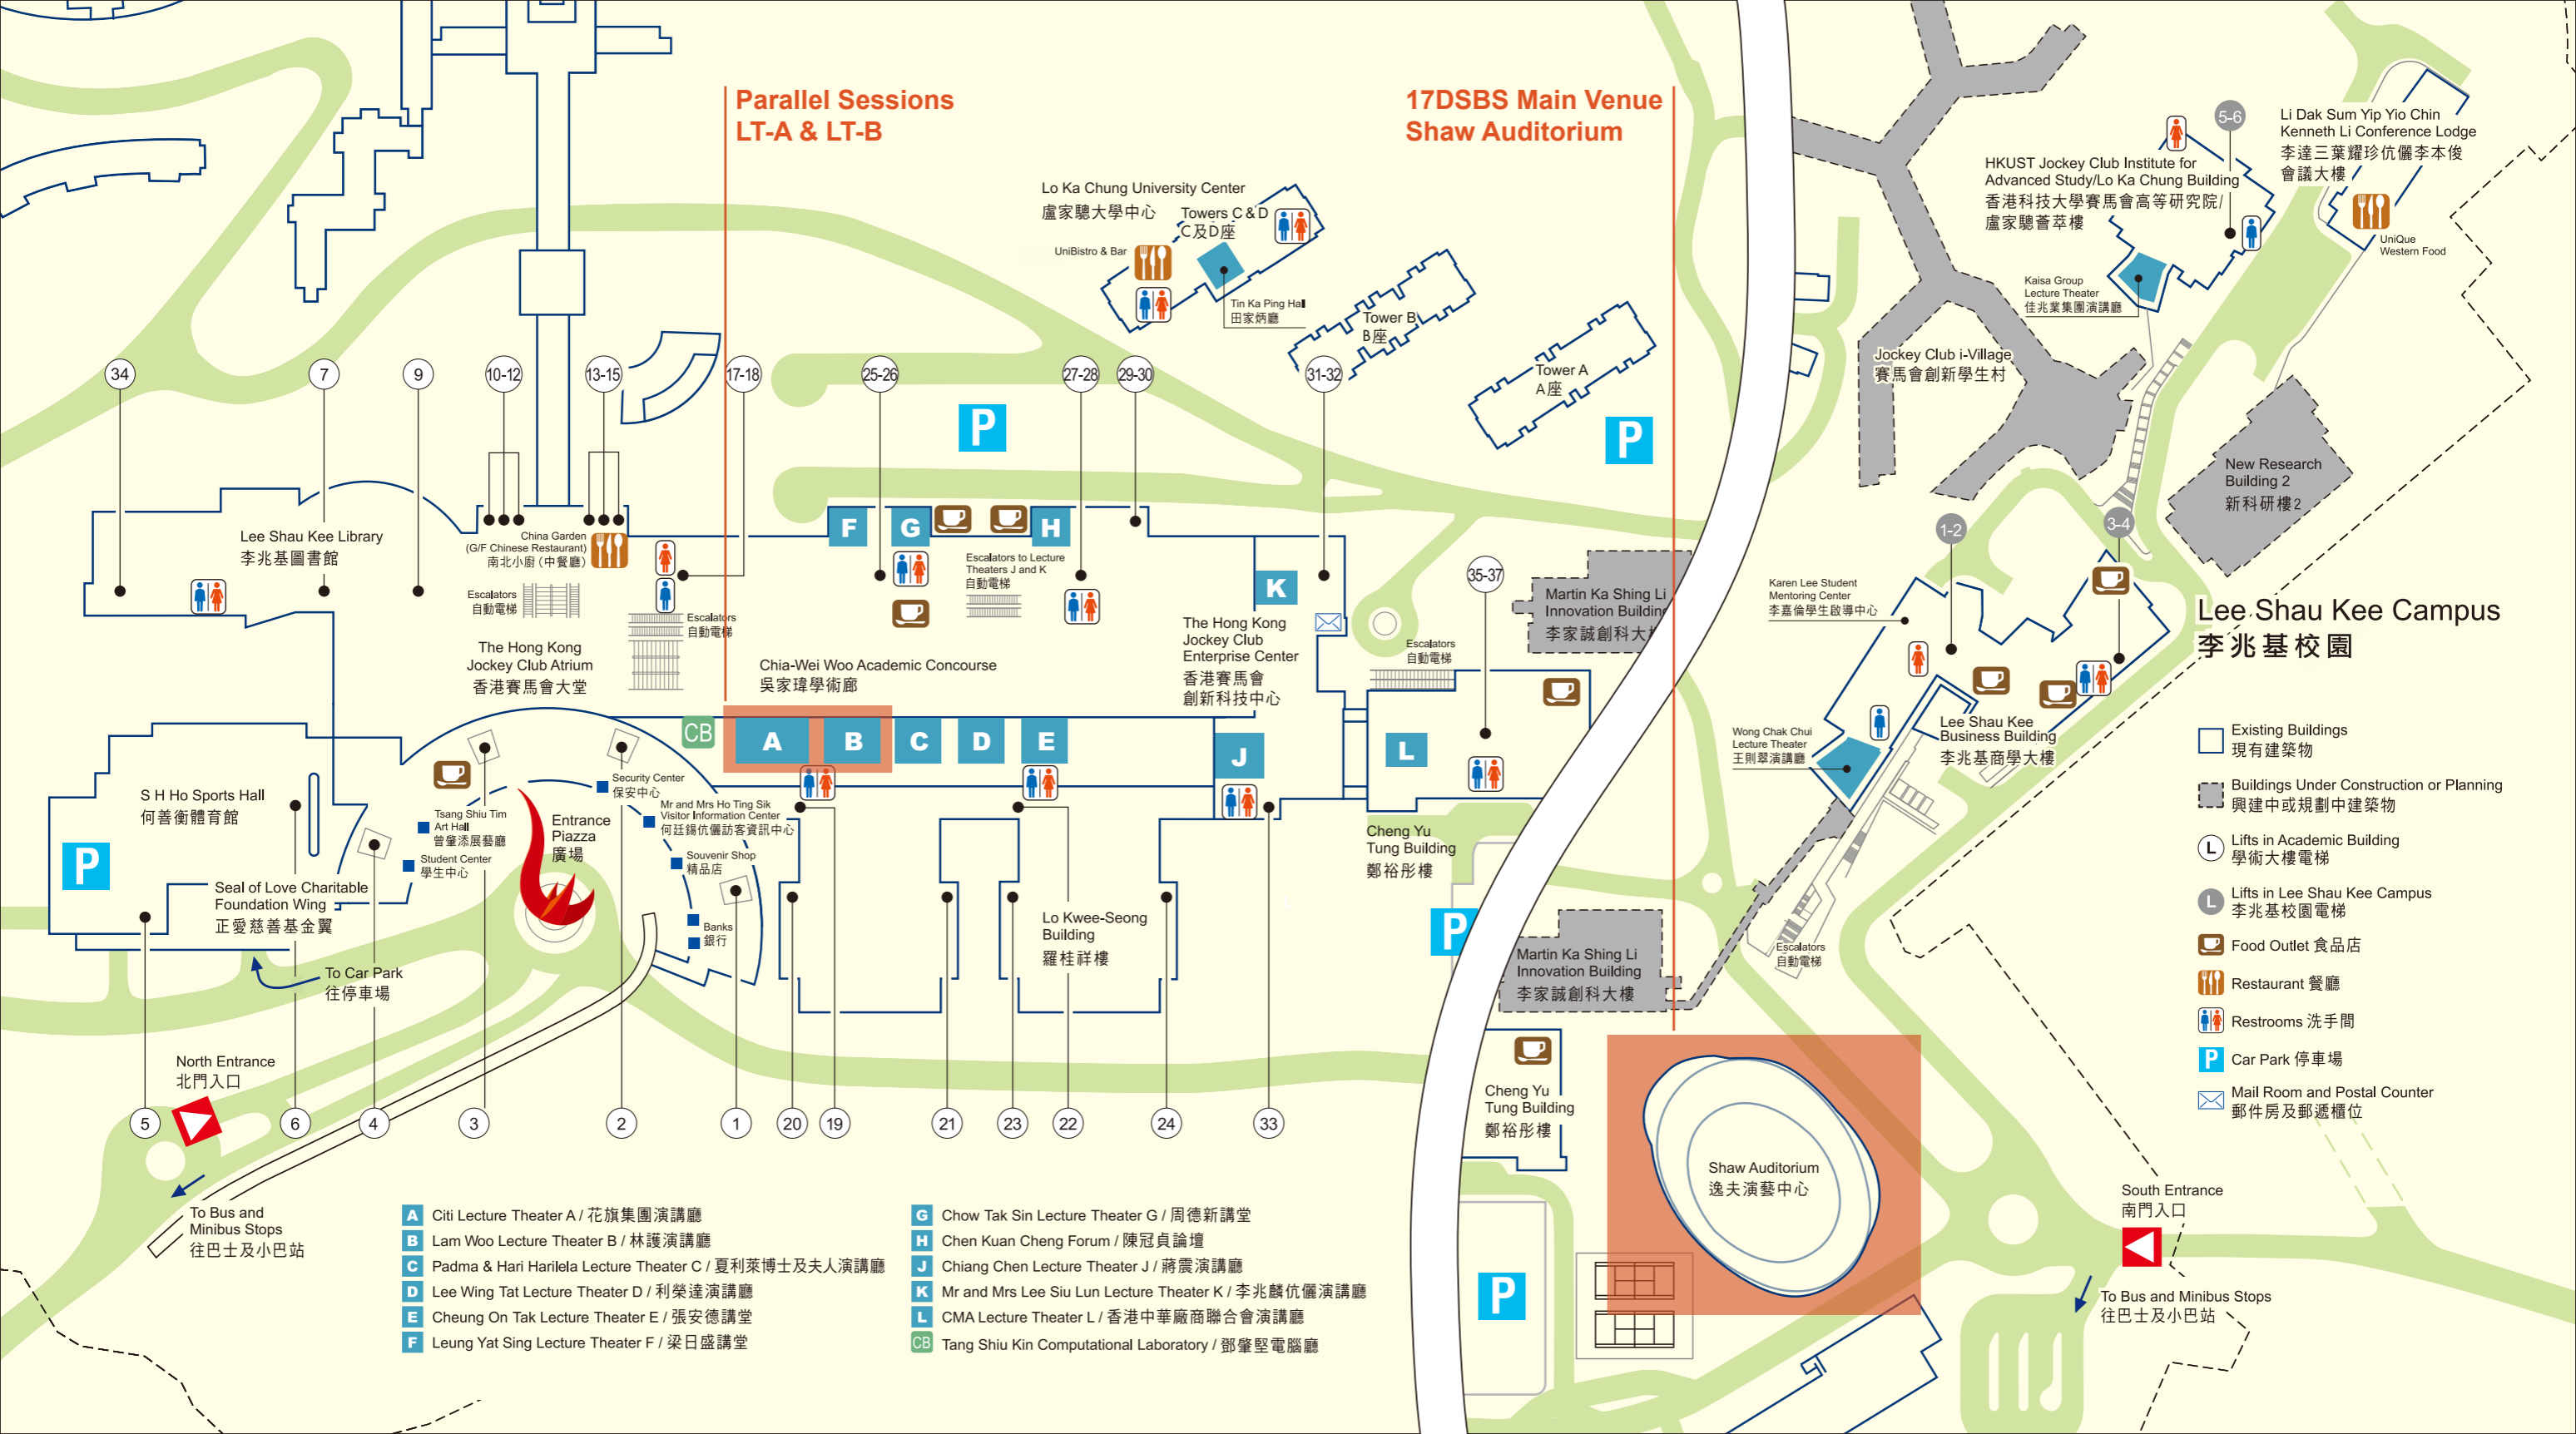 Parallel Sessions
LT-A & LT-B
17DSBS Main Venue
Shaw Auditorium
Lo Ka Chung University Center
盧家驄大學中心
Towers C & D
C及D座
UniBistro & Bar
Tin Ka Ping Hall
田家炳廳
Tower B
B座
Tower A
A座
P
P
5-6
Li Dak Sum Yip Yio Chin
Kenneth Li Conference Lodge
李達三葉耀珍伉儷李本俊
會議大樓
HKUST Jockey Club Institute for
Advanced Study/Lo Ka Chung Building
香港科技大學賽馬會高等研究院/
盧家驄薈萃樓
UniQue
Western Food
Kaisa Group
Lecture Theater
佳兆業集團演講廳
Jockey Club i-Village
賽馬會創新學生村
New Research
Building 2
新科研樓2
34
7
9
10-12
13-15
17-18
25-26
27-28
29-30
31-32
35-37
1-2
3-4
Lee Shau Kee Library
李兆基圖書館
China Garden
(G/F Chinese Restaurant)
南北小廚 (中餐廳)
Escalators
自動電梯
Escalators
自動電梯
The Hong Kong
Jockey Club Atrium
香港賽馬會大堂
F
G
H
Escalators to Lecture
Theaters J and K
自動電梯
K
The Hong Kong
Jockey Club
Enterprise Center
香港賽馬會
創新科技中心
Chia-Wei Woo Academic Concourse
吳家瑋學術廊
Escalators
自動電梯
Martin Ka Shing Li
Innovation Building
李家誠創科大樓
Karen Lee Student
Mentoring Center
李嘉倫學生啟導中心
Lee Shau Kee Campus
李兆基校園
Wong Chak Chui
Lecture Theater
王則翠演講廳
Lee Shau Kee
Business Building
李兆基商學大樓
CB
A
B
C
D
E
J
L
S H Ho Sports Hall
何善衡體育館
P
Seal of Love Charitable
Foundation Wing
正愛慈善基金翼
To Car Park
往停車場
Tsang Shiu Tim
Art Hall
曾肇添展藝廳
Student Center
學生中心
Entrance
Piazza
廣場
Security Center
保安中心
Mr and Mrs Ho Ting Sik
Visitor Information Center
何廷錫伉儷訪客資訊中心
Souvenir Shop
精品店
Banks
銀行
Lo Kwee-Seong
Building
羅桂祥樓
Cheng Yu
Tung Building
鄭裕彤樓
P
Martin Ka Shing Li
Innovation Building
李家誠創科大樓
Escalators
自動電梯
Cheng Yu
Tung Building
鄭裕彤樓
Shaw Auditorium
逸夫演藝中心
P
North Entrance
北門入口
5
6
4
3
2
1
20
19
21
23
22
24
33
To Bus and
Minibus Stops
往巴士及小巴站
South Entrance
南門入口
To Bus and Minibus Stops
往巴士及小巴站
Existing Buildings
現有建築物
Buildings Under Construction or Planning
興建中或規劃中建築物
L Lifts in Academic Building
學術大樓電梯
L Lifts in Lee Shau Kee Campus
李兆基校園電梯
Food Outlet 食品店
Restaurant 餐廳
Restrooms 洗手間
P Car Park 停車場
Mail Room and Postal Counter
郵件房及郵遞櫃位
A Citi Lecture Theater A / 花旗集團演講廳
B Lam Woo Lecture Theater B / 林護演講廳
C Padma & Hari Harilela Lecture Theater C / 夏利萊博士及夫人演講廳
D Lee Wing Tat Lecture Theater D / 利榮達演講廳
E Cheung On Tak Lecture Theater E / 張安德講堂
F Leung Yat Sing Lecture Theater F / 梁日盛講堂
G Chow Tak Sin Lecture Theater G / 周德新講堂
H Chen Kuan Cheng Forum / 陳冠貞論壇
J Chiang Chen Lecture Theater J / 蔣震演講廳
K Mr and Mrs Lee Siu Lun Lecture Theater K / 李兆麟伉儷演講廳
L CMA Lecture Theater L / 香港中華廠商聯合會演講廳
CB Tang Shiu Kin Computational Laboratory / 鄧肇堅電腦廳